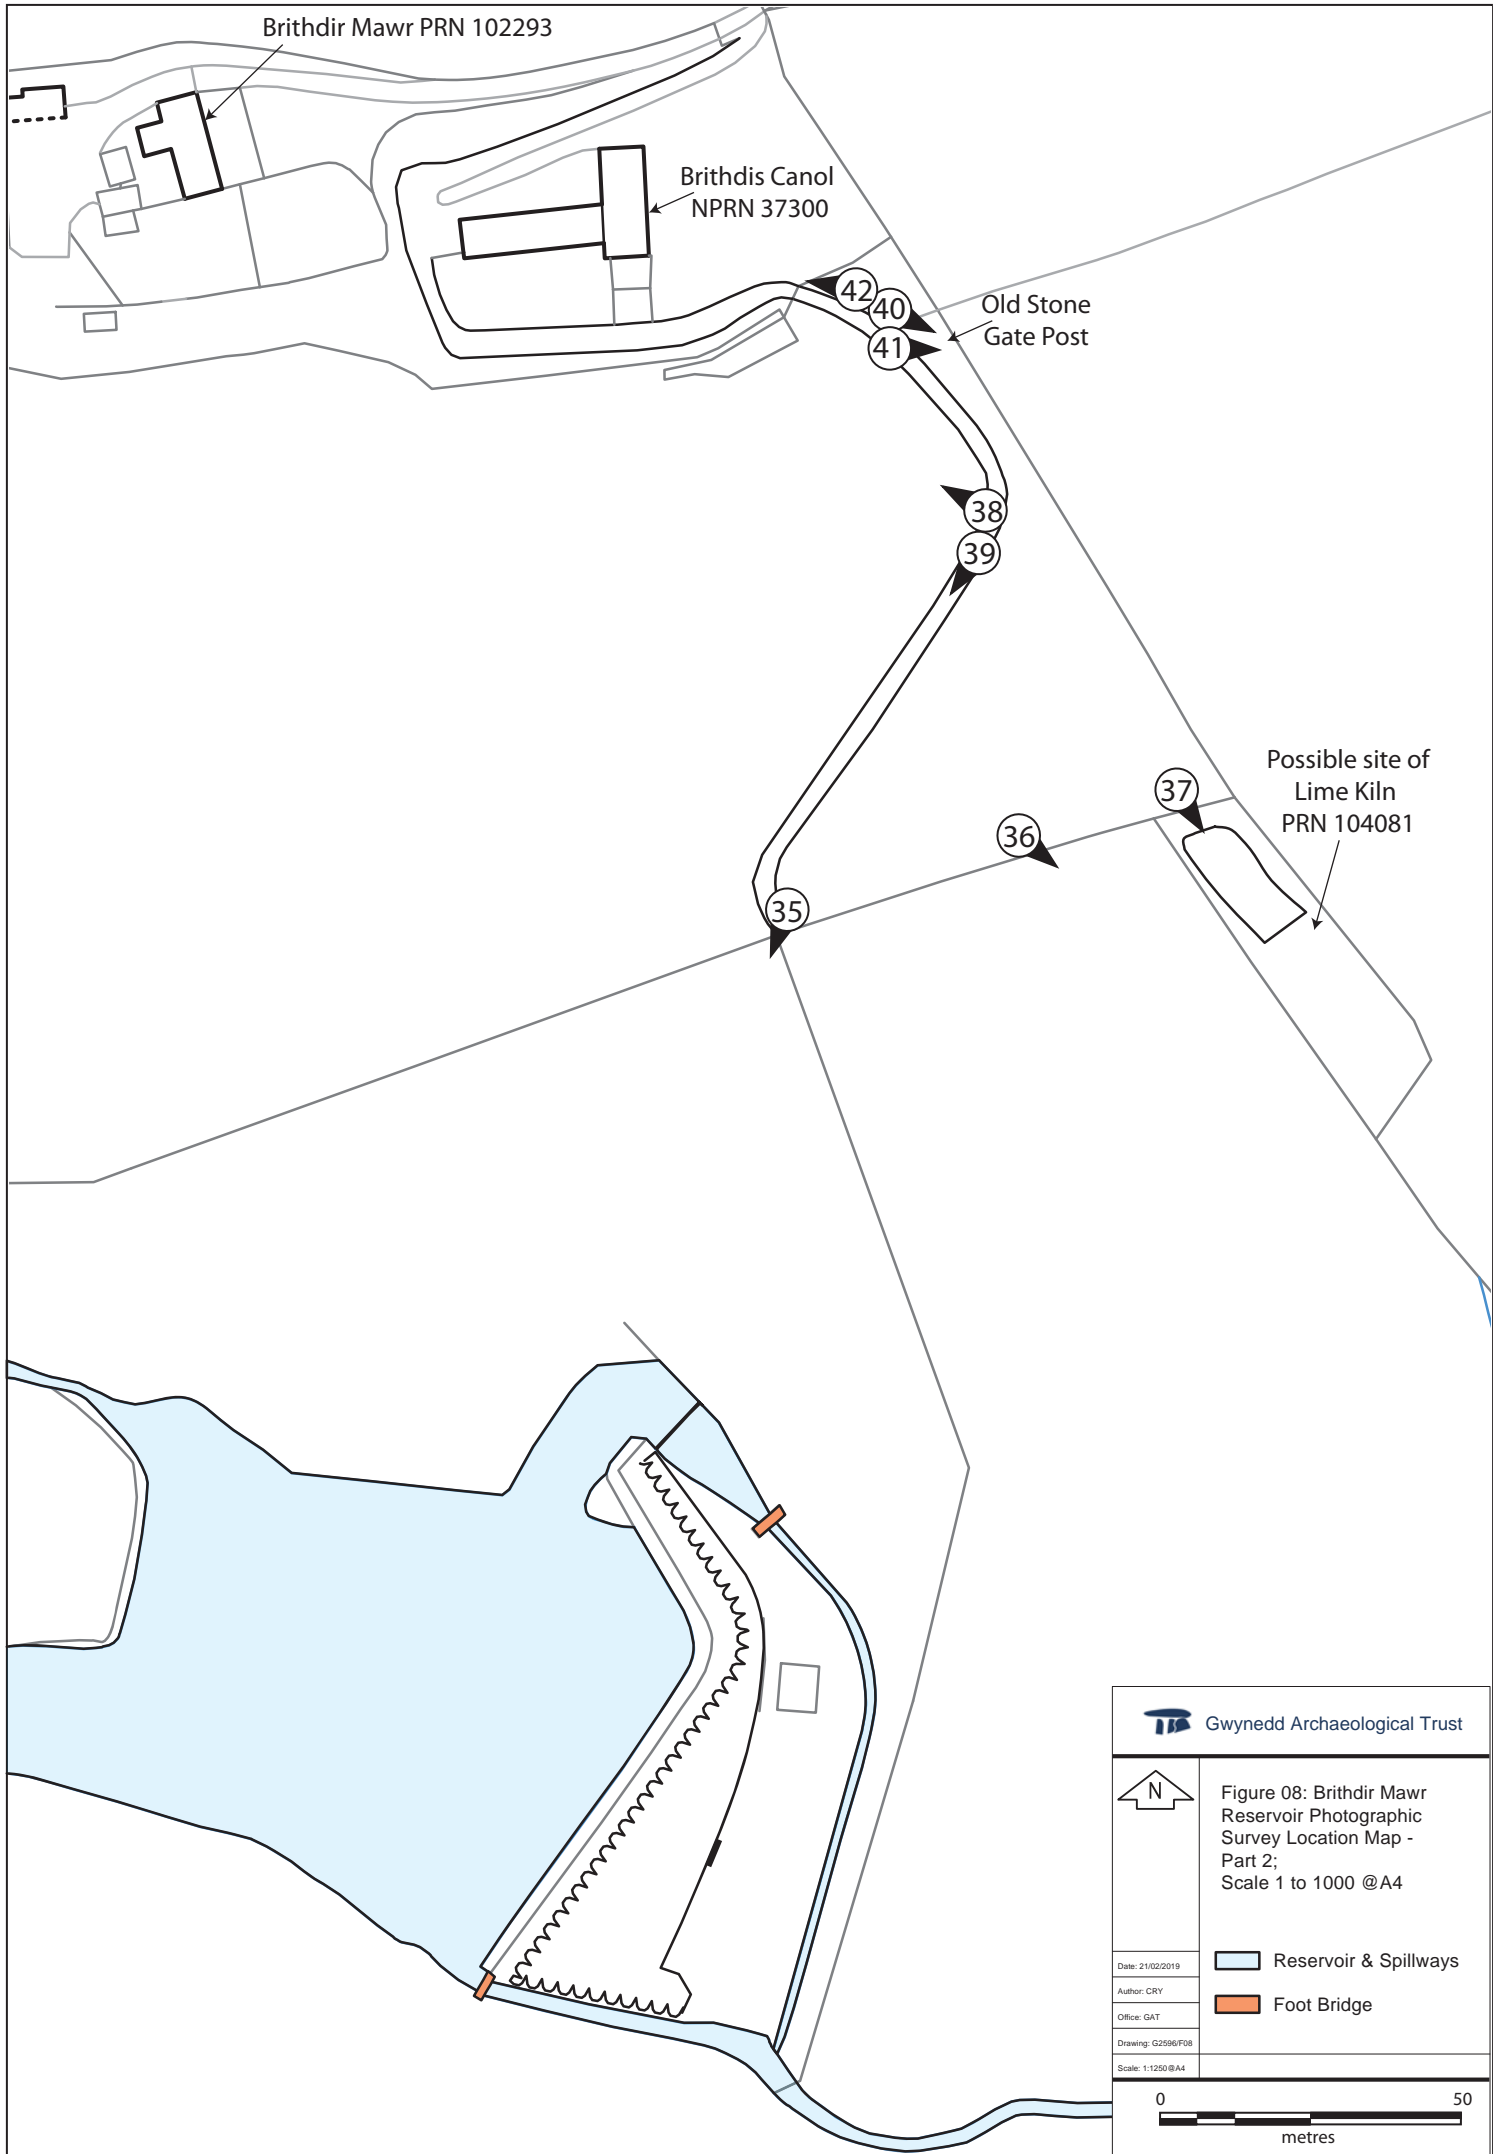 Brithdir Mawr PRN 102293
Brithdis Canol
NPRN 37300
42
40
Old Stone
Gate Post
41
38
39
Possible site of
Lime Kiln
PRN 104081
37
36
35
Gwynedd Archaeological Trust
N
Figure 08: Brithdir Mawr
Reservoir Photographic
Survey Location Map -
Part 2;
Scale 1 to 1000 @A4
Date: 21/02/2019
Author: CRY
Office: GAT
Drawing: G2596/F08
Scale: 1:1250@A4
Reservoir & Spillways
Foot Bridge
0 50
metres